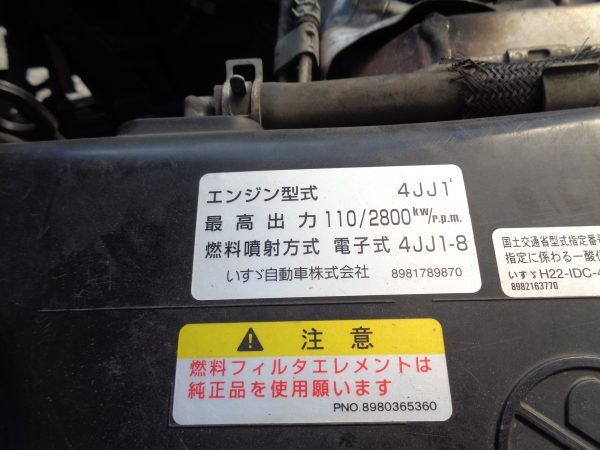 エンジン型式 4JJ1
最高出力 110/2800 kw/r.p.m.
燃料噴射方式 電子式 4JJ1-8
いすゞ自動車株式会社 8981789870
国土交通省型式指定番号
指定に係わる一酸
いすゞH22-IDC-
8982163770
注意
燃料フィルタエレメントは
純正品を使用願います
PNO.8980365360